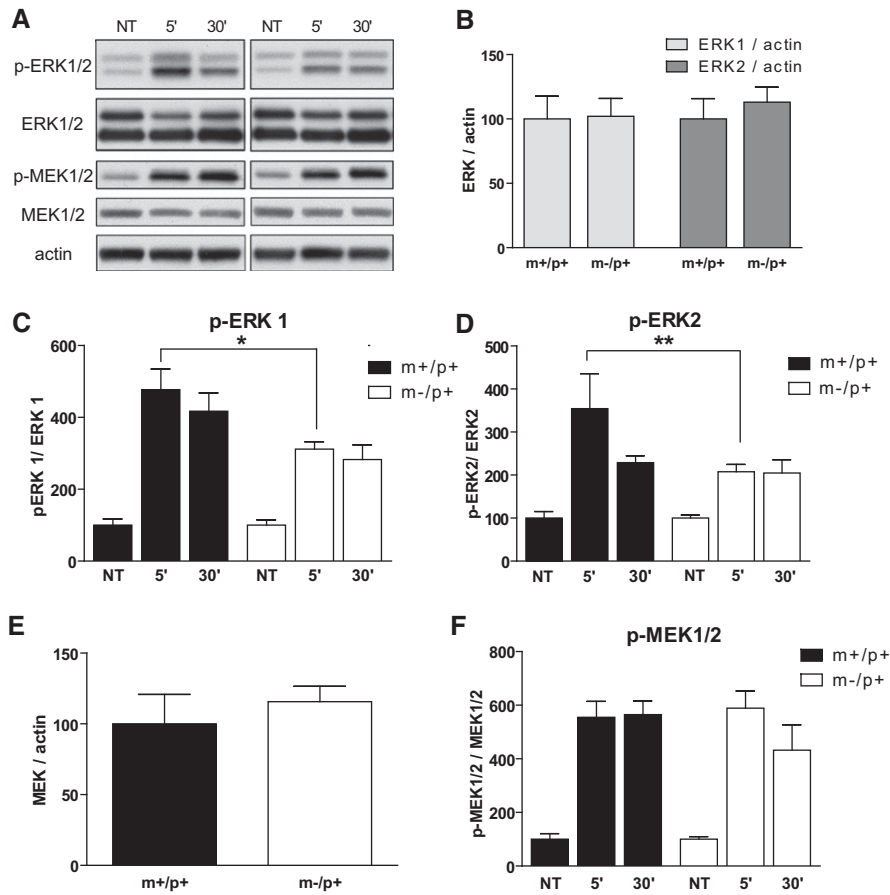 A
NT 5' 30' NT 5' 30'
p-ERK1/2
ERK1/2
p-MEK1/2
MEK1/2
actin
B
ERK1 / actin
ERK2 / actin
ERK / actin
150
100
50
0
m+/p+ m-/p+ m+/p+ m-/p+
C
p-ERK 1
*
m+/p+
m-/p+
pERK 1/ ERK 1
600
400
200
0
NT 5' 30' NT 5' 30'
D
p-ERK2
**
m+/p+
m-/p+
p-ERK2/ ERK2
500
400
300
200
100
0
NT 5' 30' NT 5' 30'
E
MEK / actin
150
100
50
0
m+/p+ m-/p+
F
p-MEK1/2
m+/p+
m-/p+
p-MEK1/2 / MEK1/2
800
600
400
200
0
NT 5' 30' NT 5' 30'